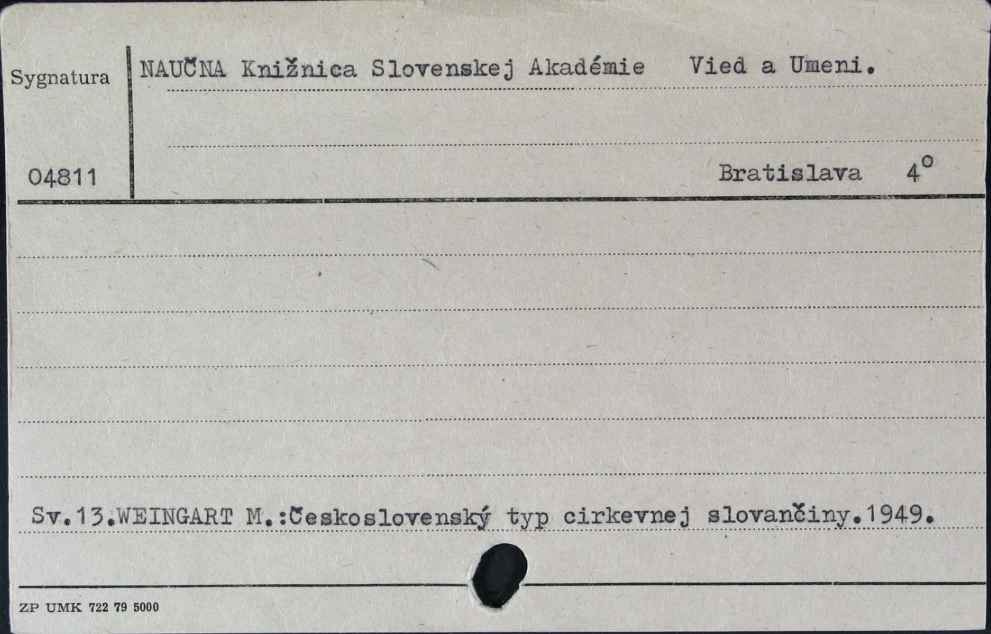 NAUČNA Knižnica Slovenskej Akadémie Vied a Umeni.
Sygnatura
04811
Bratislava 4°
Sv.13.WEINGART M.:Československý typ cirkevnej slovančiny.1949.
ZP UMK 722 79 5000